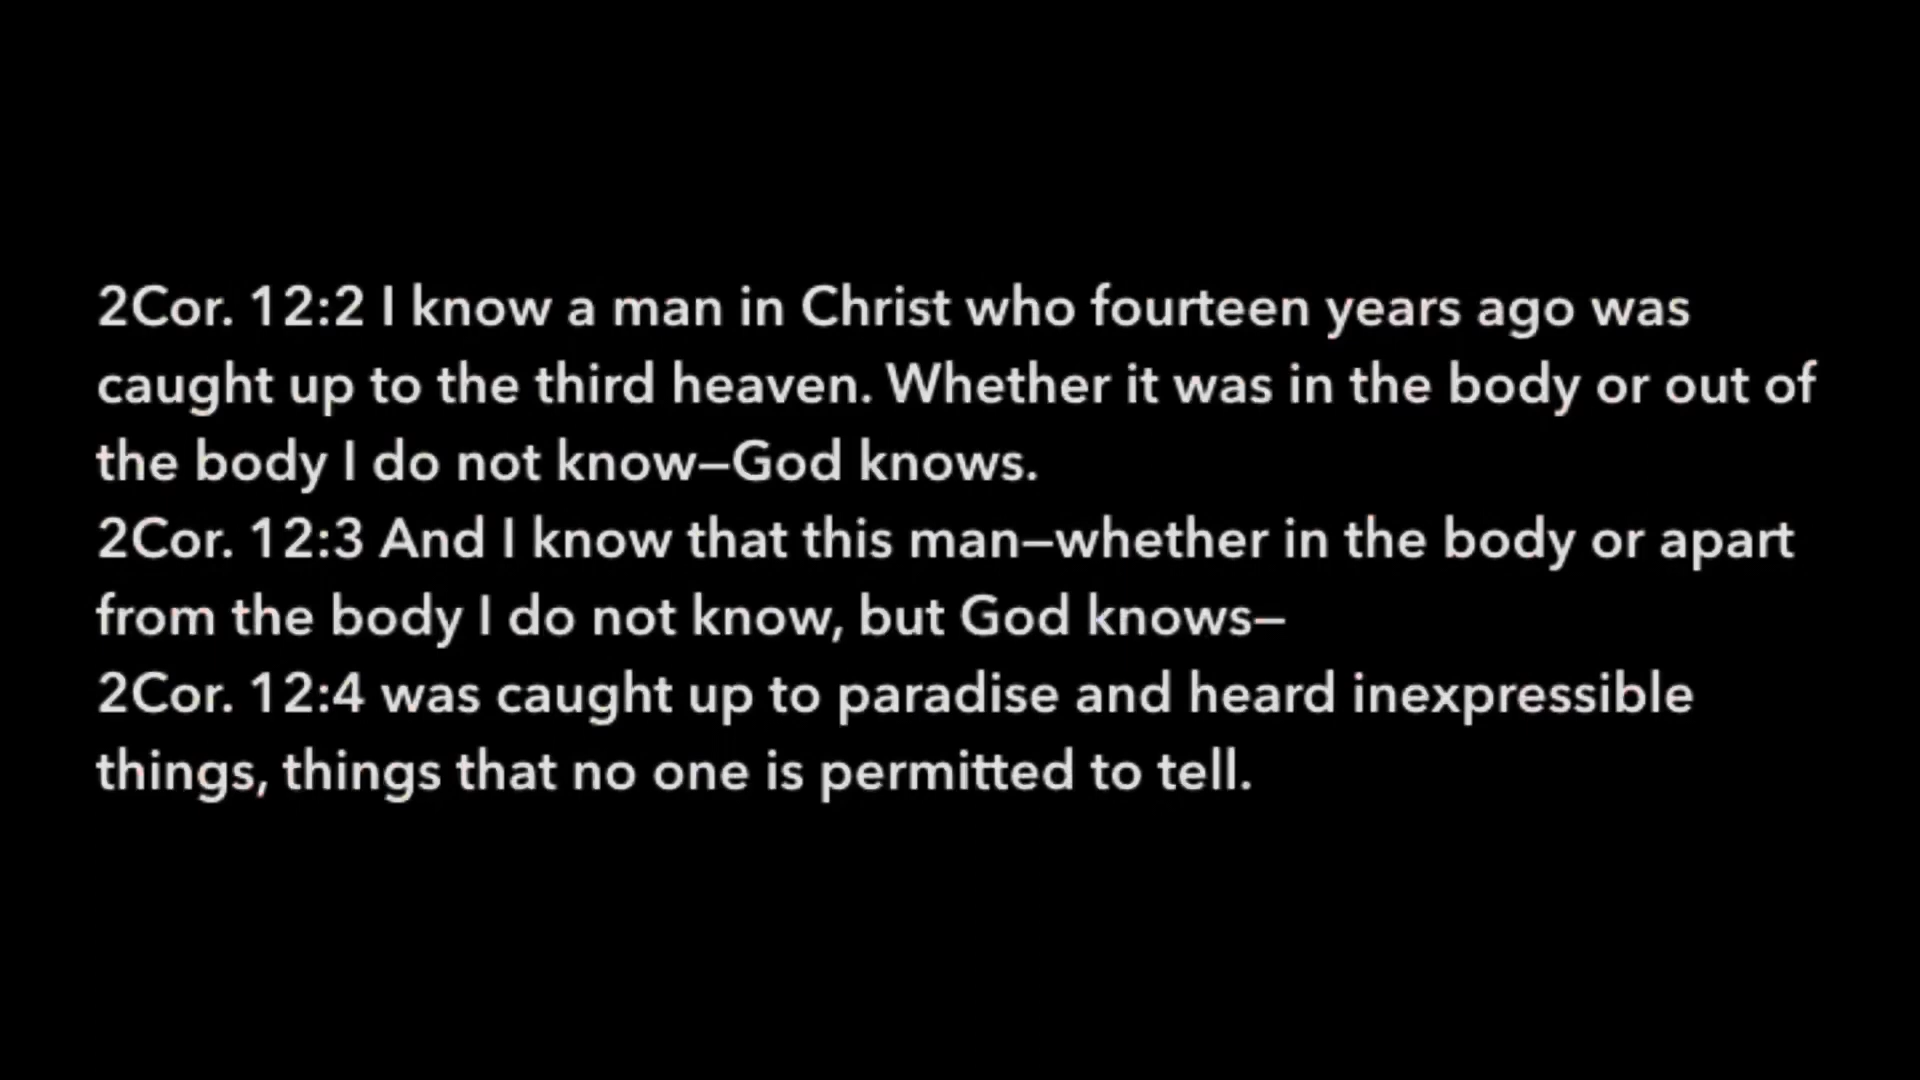 2Cor. 12:2 I know a man in Christ who fourteen years ago was
caught up to the third heaven. Whether it was in the body or out of
the body I do not know—God knows.
2Cor. 12:3 And I know that this man—whether in the body or apart
from the body I do not know, but God knows—
2Cor. 12:4 was caught up to paradise and heard inexpressible
things, things that no one is permitted to tell.